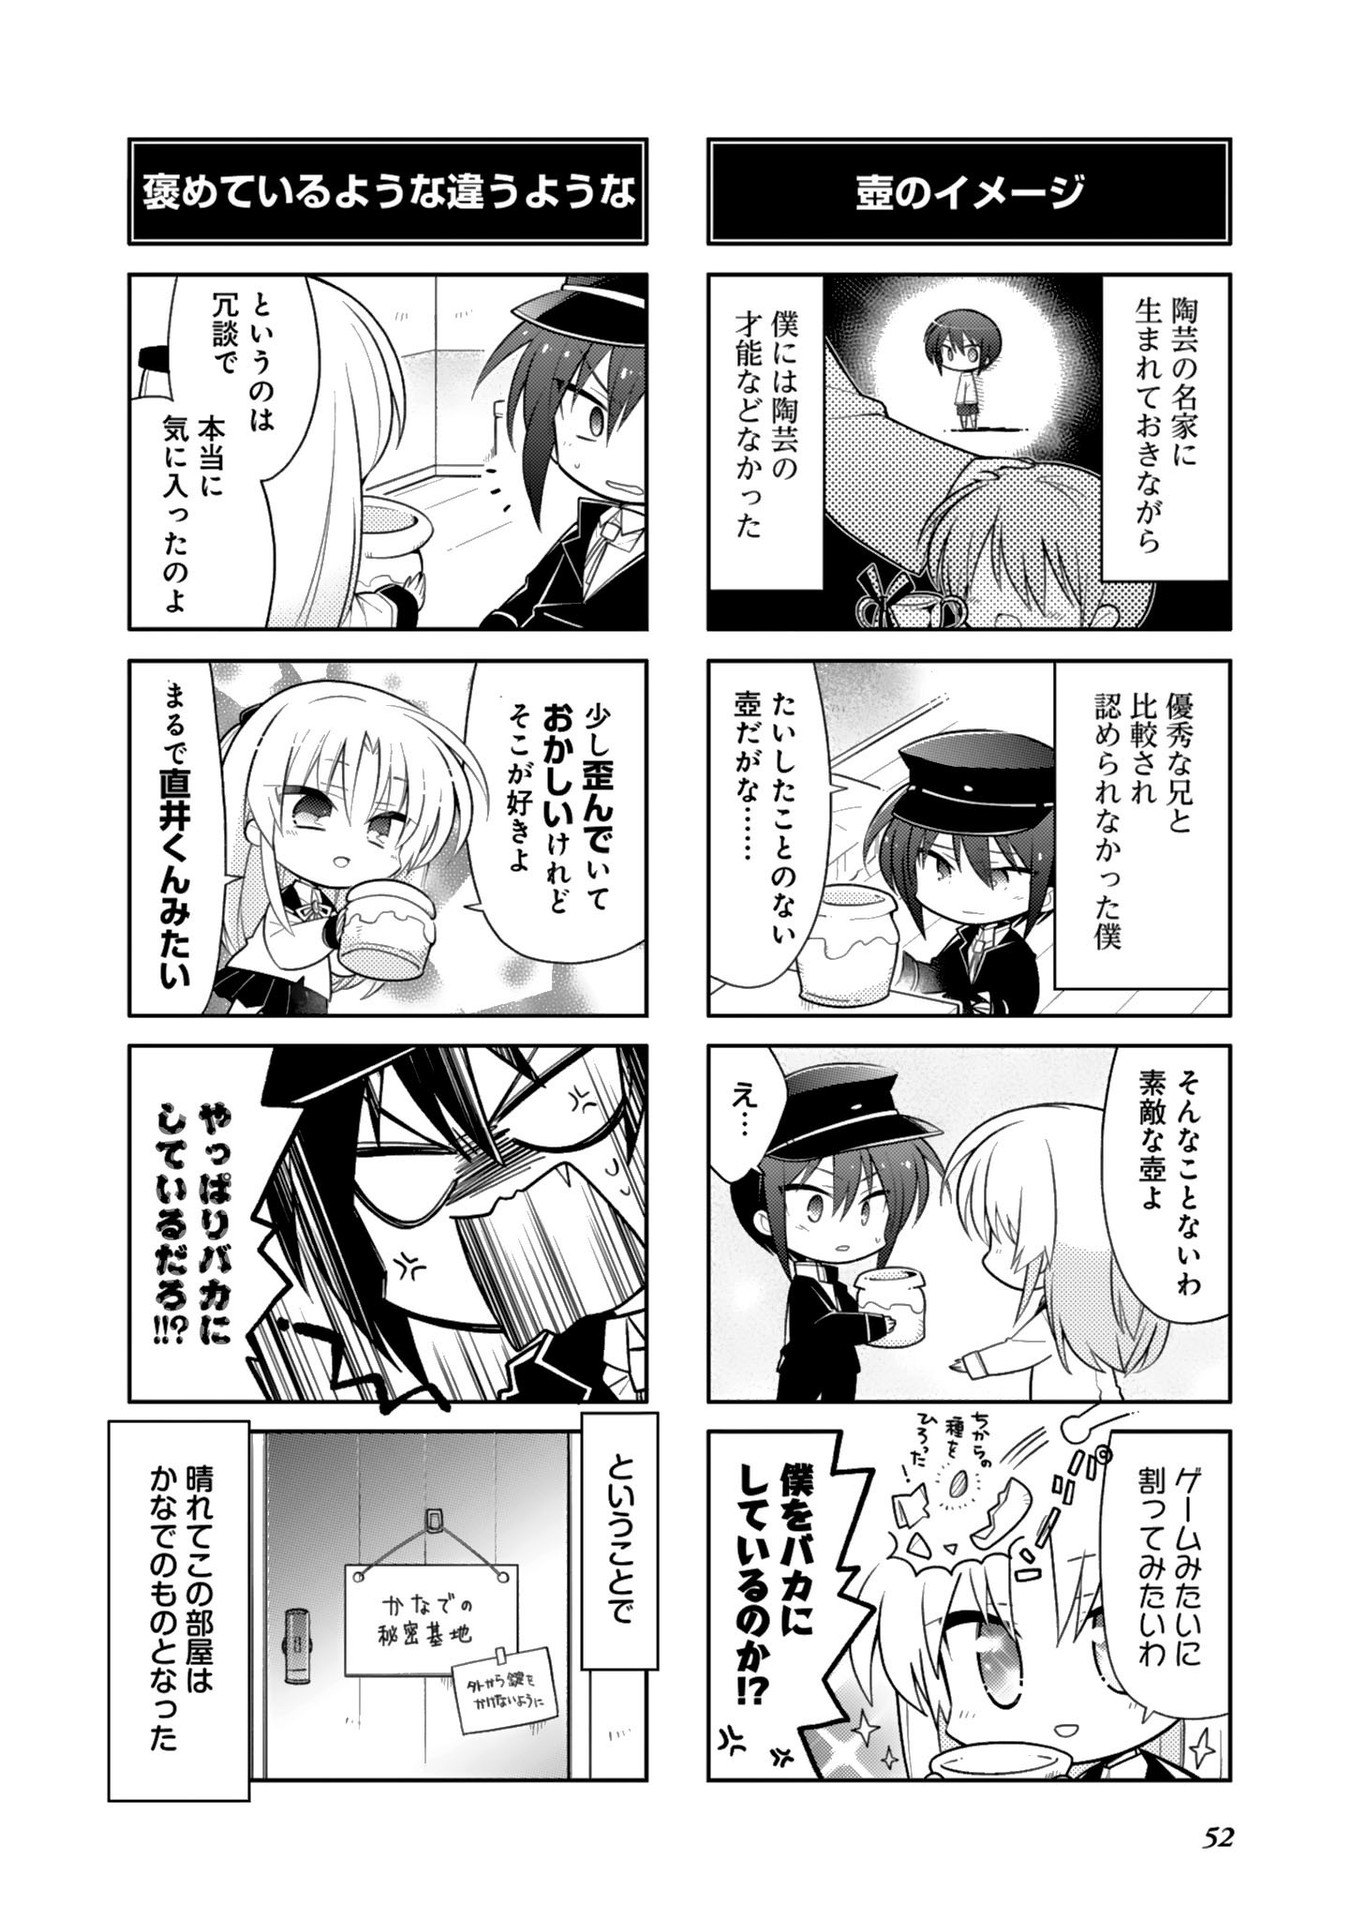 壺のイメージ
陶芸の名家に
生まれておきながら
僕には陶芸の
才能などなかった
優秀な兄と
比較され
認められなかった僕
たいしたことのない
壺だがな……
そんなことないわ
素敵な壺よ
え…
ゲームみたいに
割ってみたいわ
ちからの
種を
ひろった!
僕をバカに
しているのか!?
褒めているような違うような
というのは
冗談で
本当に
気に入ったのよ
少し歪んでいて
おかしいけれど
そこが好きよ
まるで直井くんみたい
やっぱりバカに
しているだろ!!?
ということで
かなでの
秘密基地
外から鍵を
かけないように
晴れてこの部屋は
かなでのものとなった
52